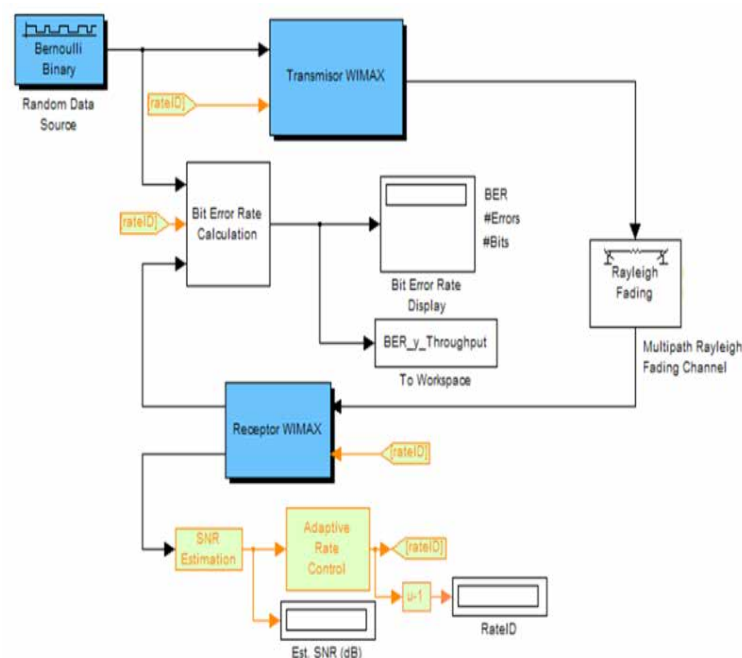 Bernoulli
Binary
Random Data
Source
Transmisor WIMAX
[rateID]
rateID]
Bit Error Rate
Calculation
BER
#Errors
#Bits
Bit Error Rate
Display
BER_y_Throughput
To Workspace
Rayleigh
Fading
Multipath Rayleigh
Fading Channel
Receptor WIMAX
[rateID]
SNR
Estimation
Adaptive
Rate
Control
[rateID]
u-1
RateID
Est. SNR (dB)